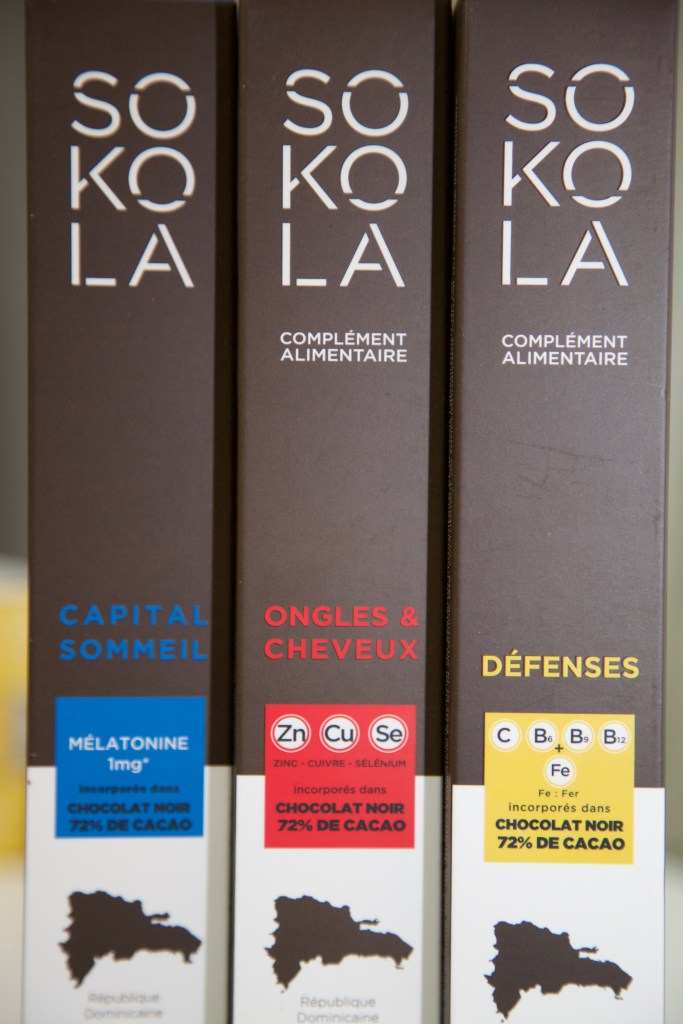 SO
KO
LA
CAPITAL
SOMMEIL
MÉLATONINE
1mg*
incorporée dans
CHOCOLAT NOIR
72% DE CACAO
République
Dominicaine
SO
KO
LA
COMPLÉMENT
ALIMENTAIRE
ONGLES &
CHEVEUX
Zn Cu Se
ZINC - CUIVRE - SÉLÉNIUM
incorporés dans
CHOCOLAT NOIR
72% DE CACAO
République
Dominicaine
SO
KO
LA
COMPLÉMENT
ALIMENTAIRE
DÉFENSES
C B6 + B9 B12
Fe
Fe : Fer
incorporés dans
CHOCOLAT NOIR
72% DE CACAO